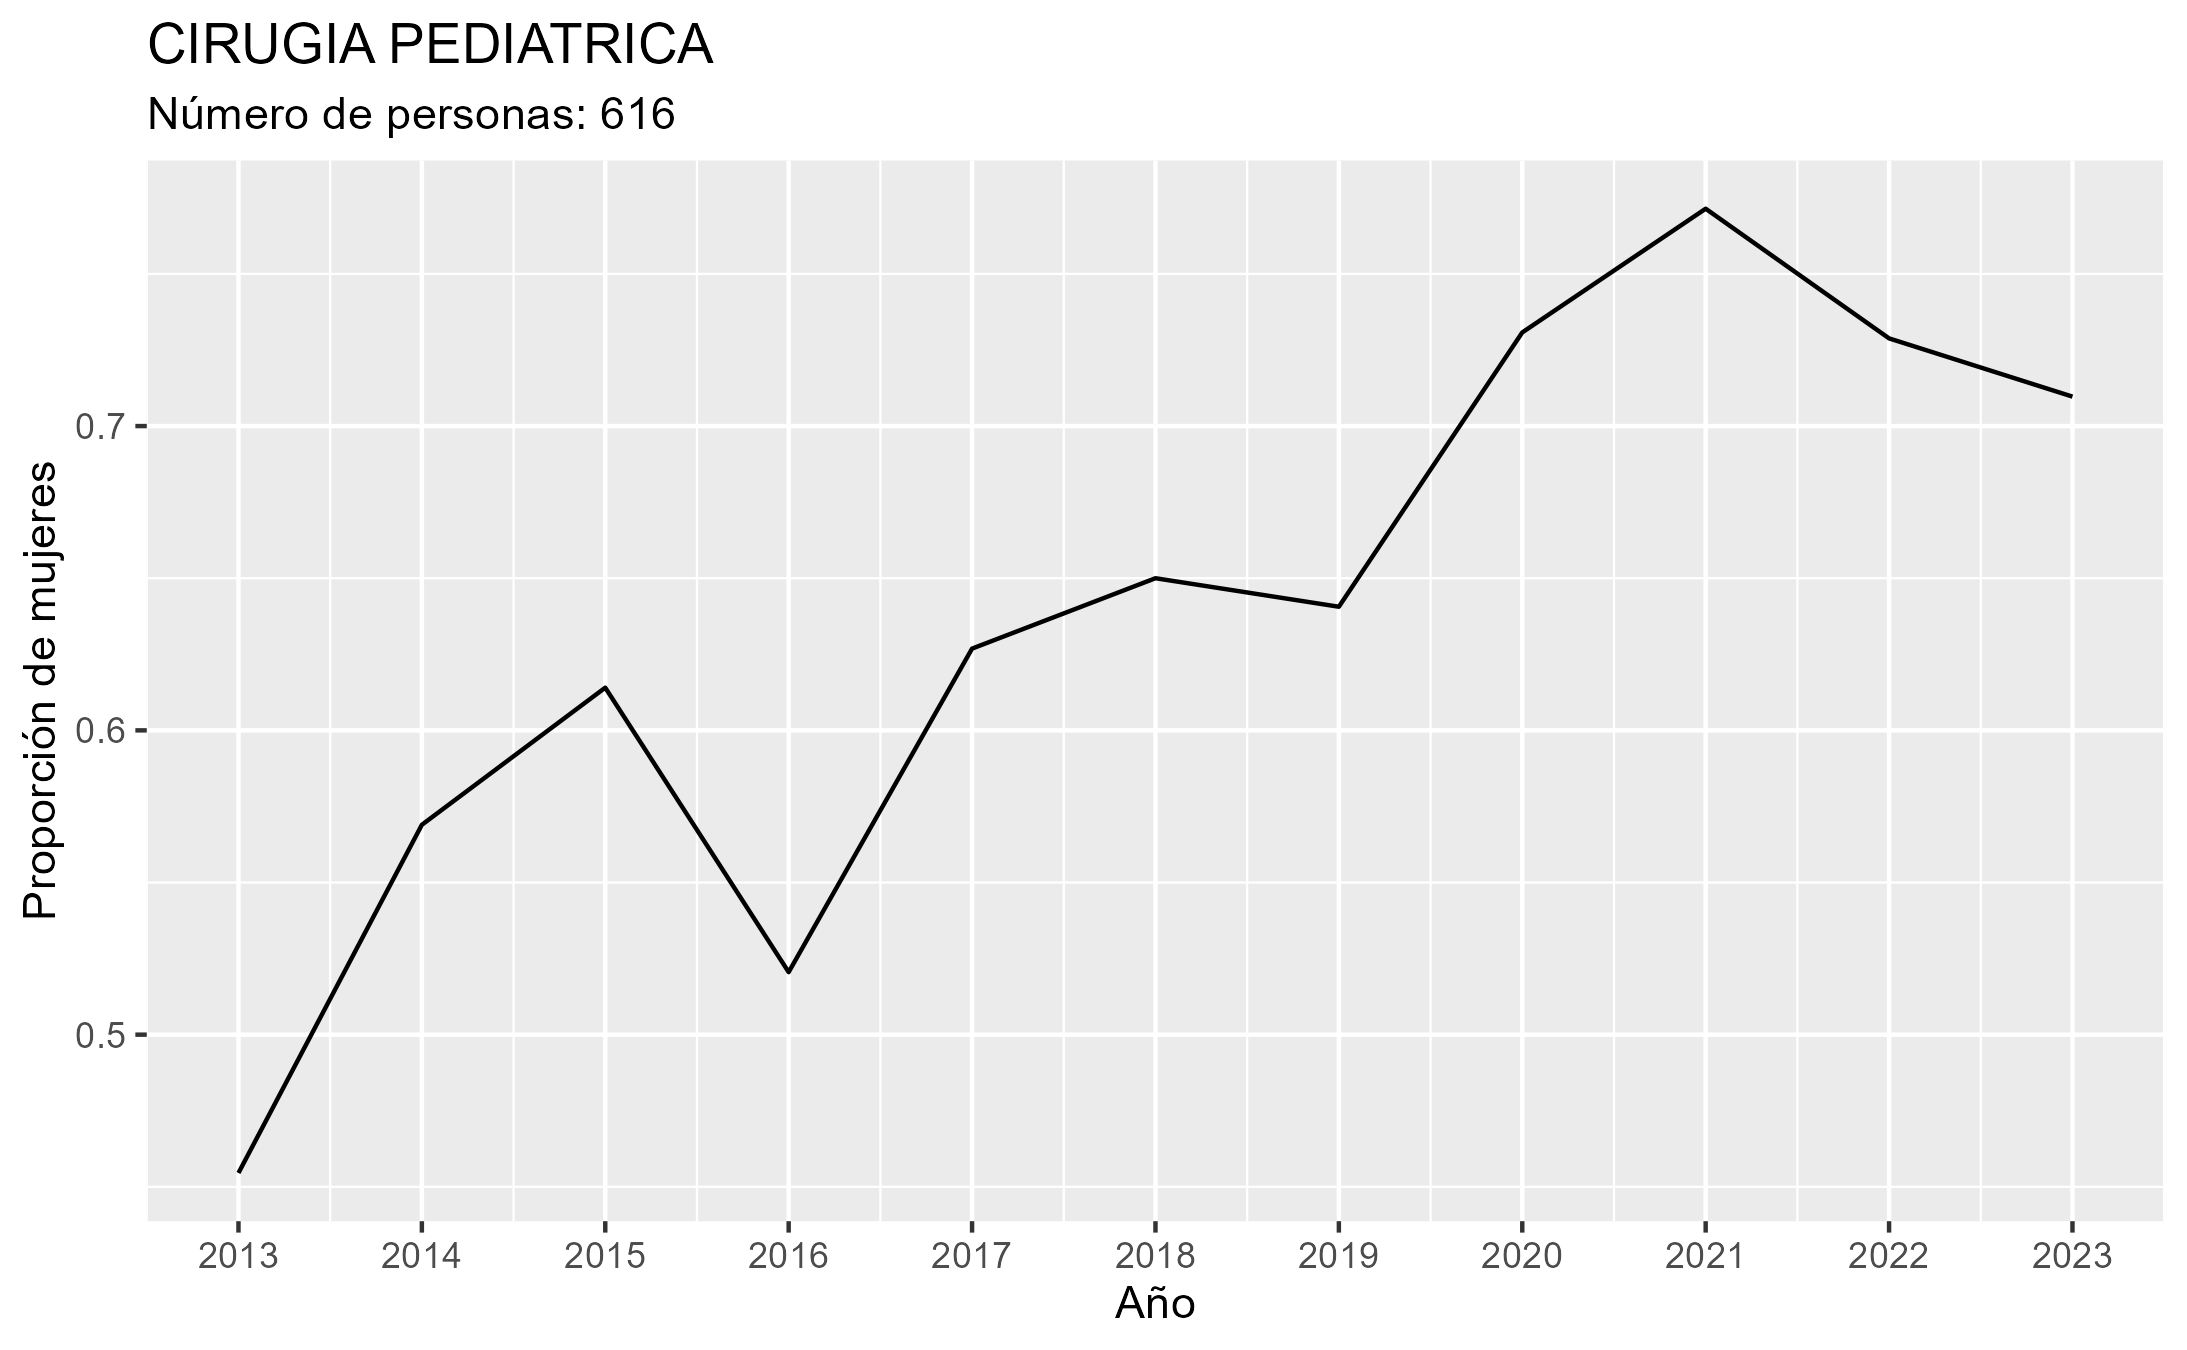 CIRUGIA PEDIATRICA
Número de personas: 616
Proporción de mujeres
0.7
0.6
0.5
2013 2014 2015 2016 2017 2018 2019 2020 2021 2022 2023
Año